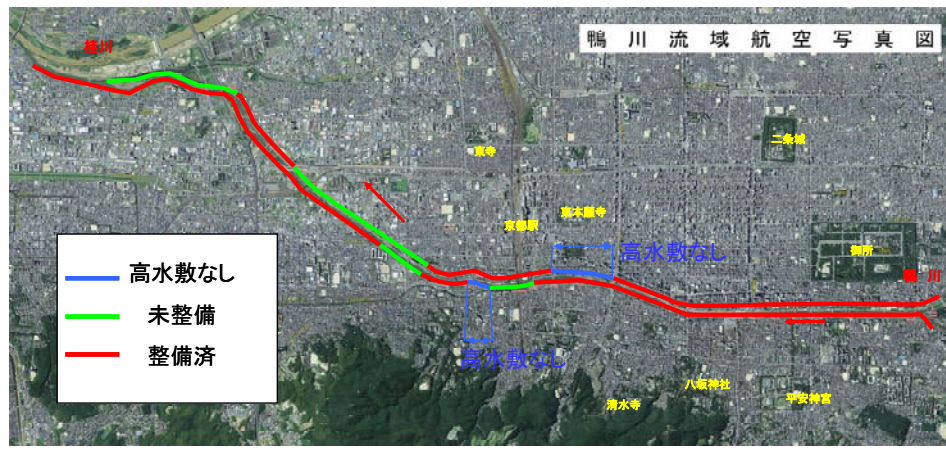 鴨川流域航空写真図
桂川
二条城
東寺
東本願寺
京都駅
高水敷なし
御所
鴨川
高水敷なし
未整備
整備済
高水敷なし
八坂神社
平安神宮
清水寺